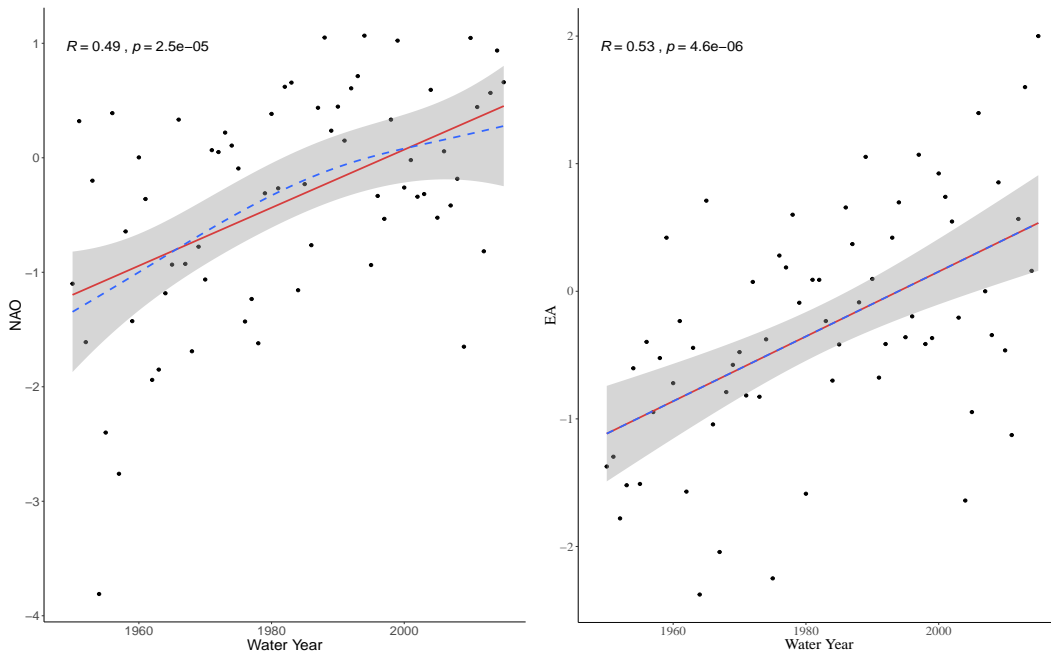 R = 0.49 , p = 2.5e-05
1
0
−1
−2
−3
−4
NAO
1960
1980
2000
Water Year
R = 0.53 , p = 4.6e-06
2
1
0
−1
−2
EA
1960
1980
2000
Water Year